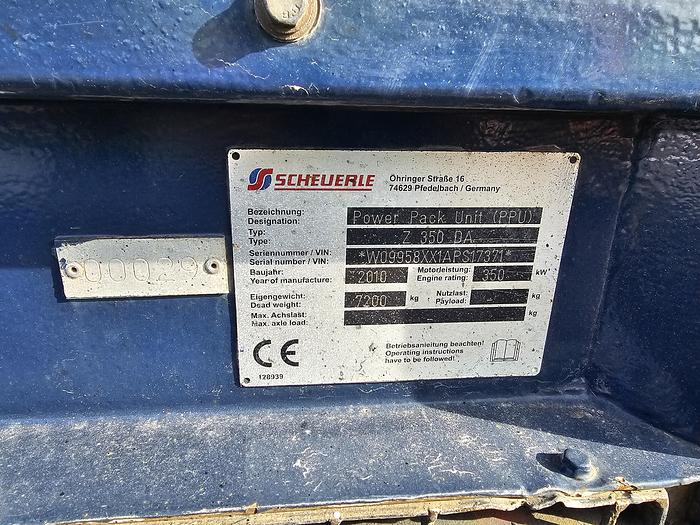 SCHEUERLE
Öhringer Straße 16
74629 Pfedelbach / Germany
Bezeichnung:
Designation:
Power Pack Unit (PPU)
Typ:
Type:
Z 350 DA
Seriennummer / VIN:
Serial number / VIN:
*W09958XX1APS17371*
Baujahr:
Year of manufacture:
2010
Motorleistung:
Engine rating:
350 kW
Eigengewicht:
Dead weight:
7200 kg
Nutzlast:
Payload:
kg
Max. Achslast:
Max. axle load:
kg
CE
Betriebsanleitung beachten!
Operating instructions
have to be followed!
128939
00029